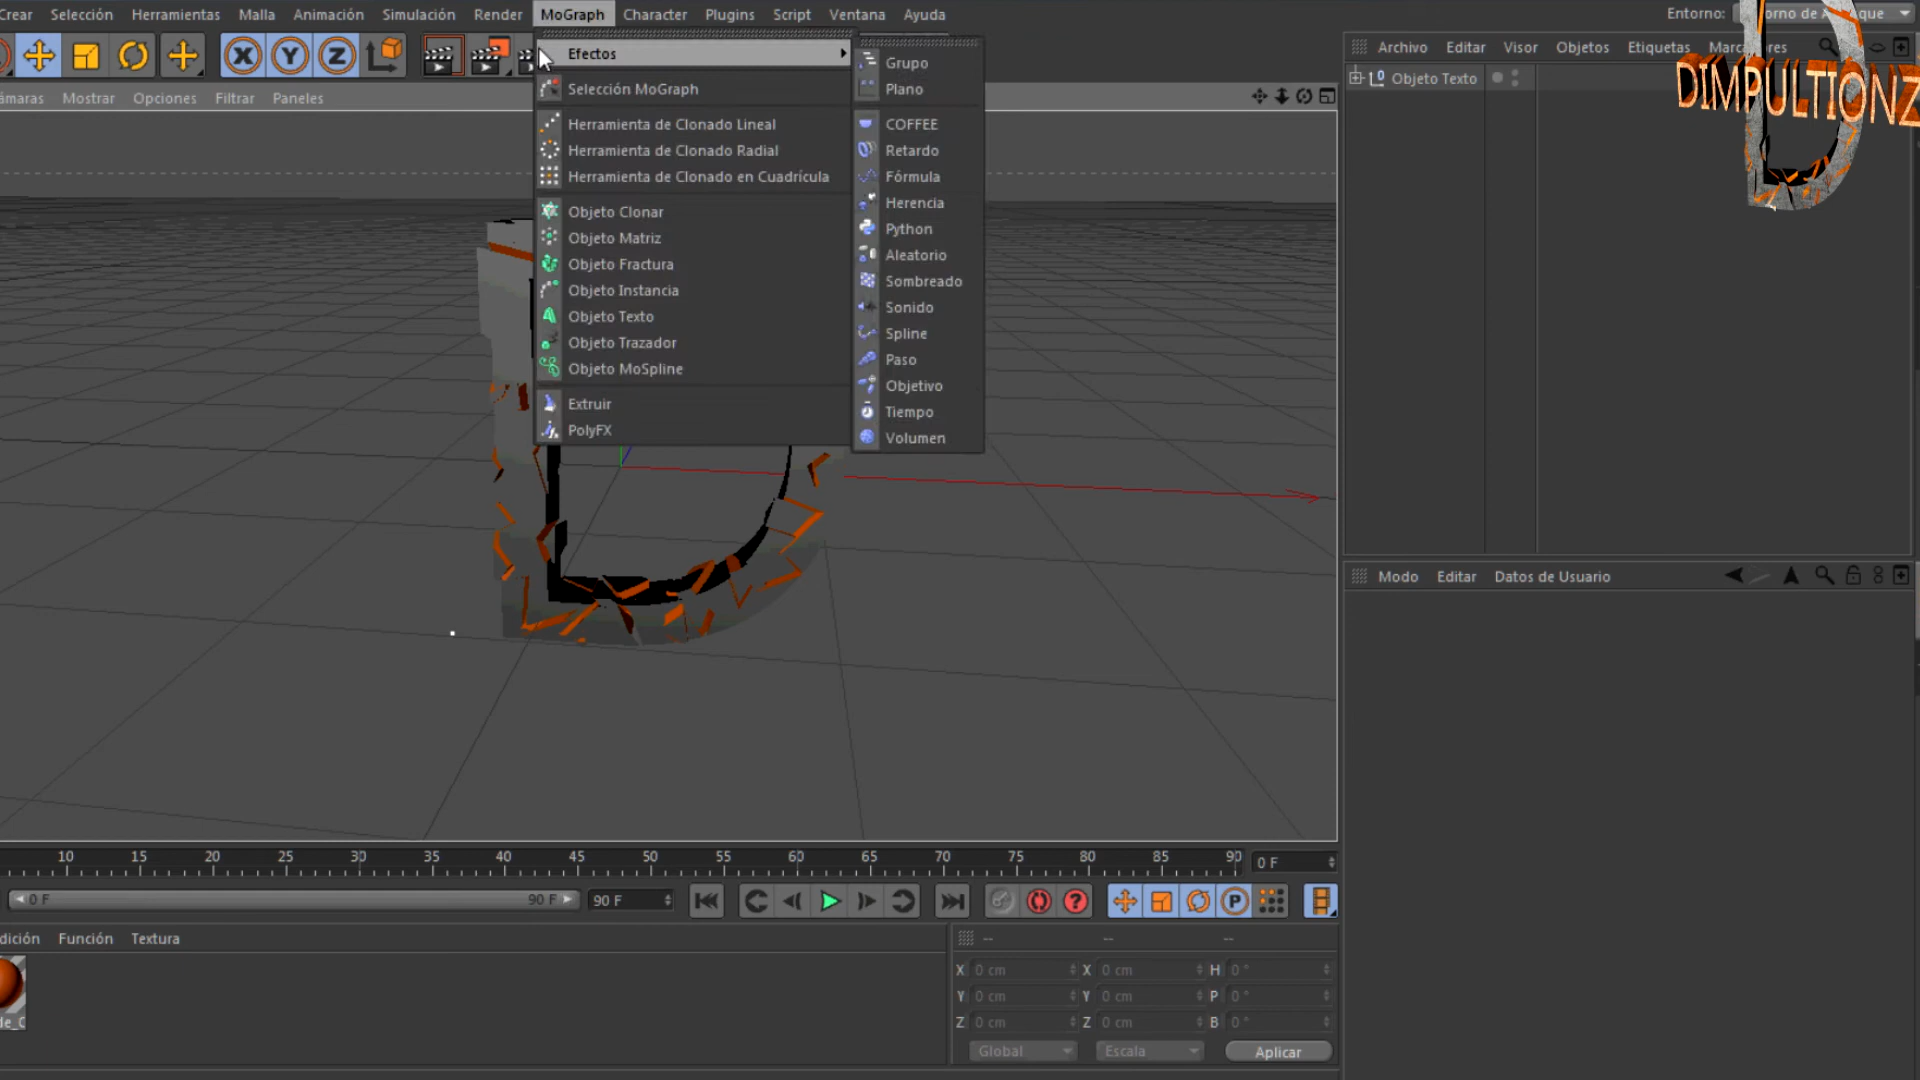 Crear Selección Herramientas Malla Animación Simulación Render MoGraph Character Plugins Script Ventana Ayuda
Entorno:
Archivo Editar Visor Objetos Etiquetas
Objeto Texto
DIMPULTIONZ
Mostrar Opciones Filtrar Paneles
X Y Z
Efectos
Selección MoGraph
Herramienta de Clonado Lineal
Herramienta de Clonado Radial
Herramienta de Clonado en Cuadrícula
Objeto Clonar
Objeto Matriz
Objeto Fractura
Objeto Instancia
Objeto Texto
Objeto Trazador
Objeto MoSpline
Extruir
PolyFX
Grupo
Plano
COFFEE
Retardo
Fórmula
Herencia
Python
Aleatorio
Sombreado
Sonido
Spline
Paso
Objetivo
Tiempo
Volumen
Modo Editar Datos de Usuario
10 15 20 25 30 35 40 45 50 55 60 65 70 75 80 85 90 0 F
0 F 90 F 90 F
? P
dición Función Textura
-- -- --
X 0 cm X 0 cm H 0 °
Y 0 cm Y 0 cm P 0 °
Z 0 cm Z 0 cm B 0 °
Global Escala Aplicar